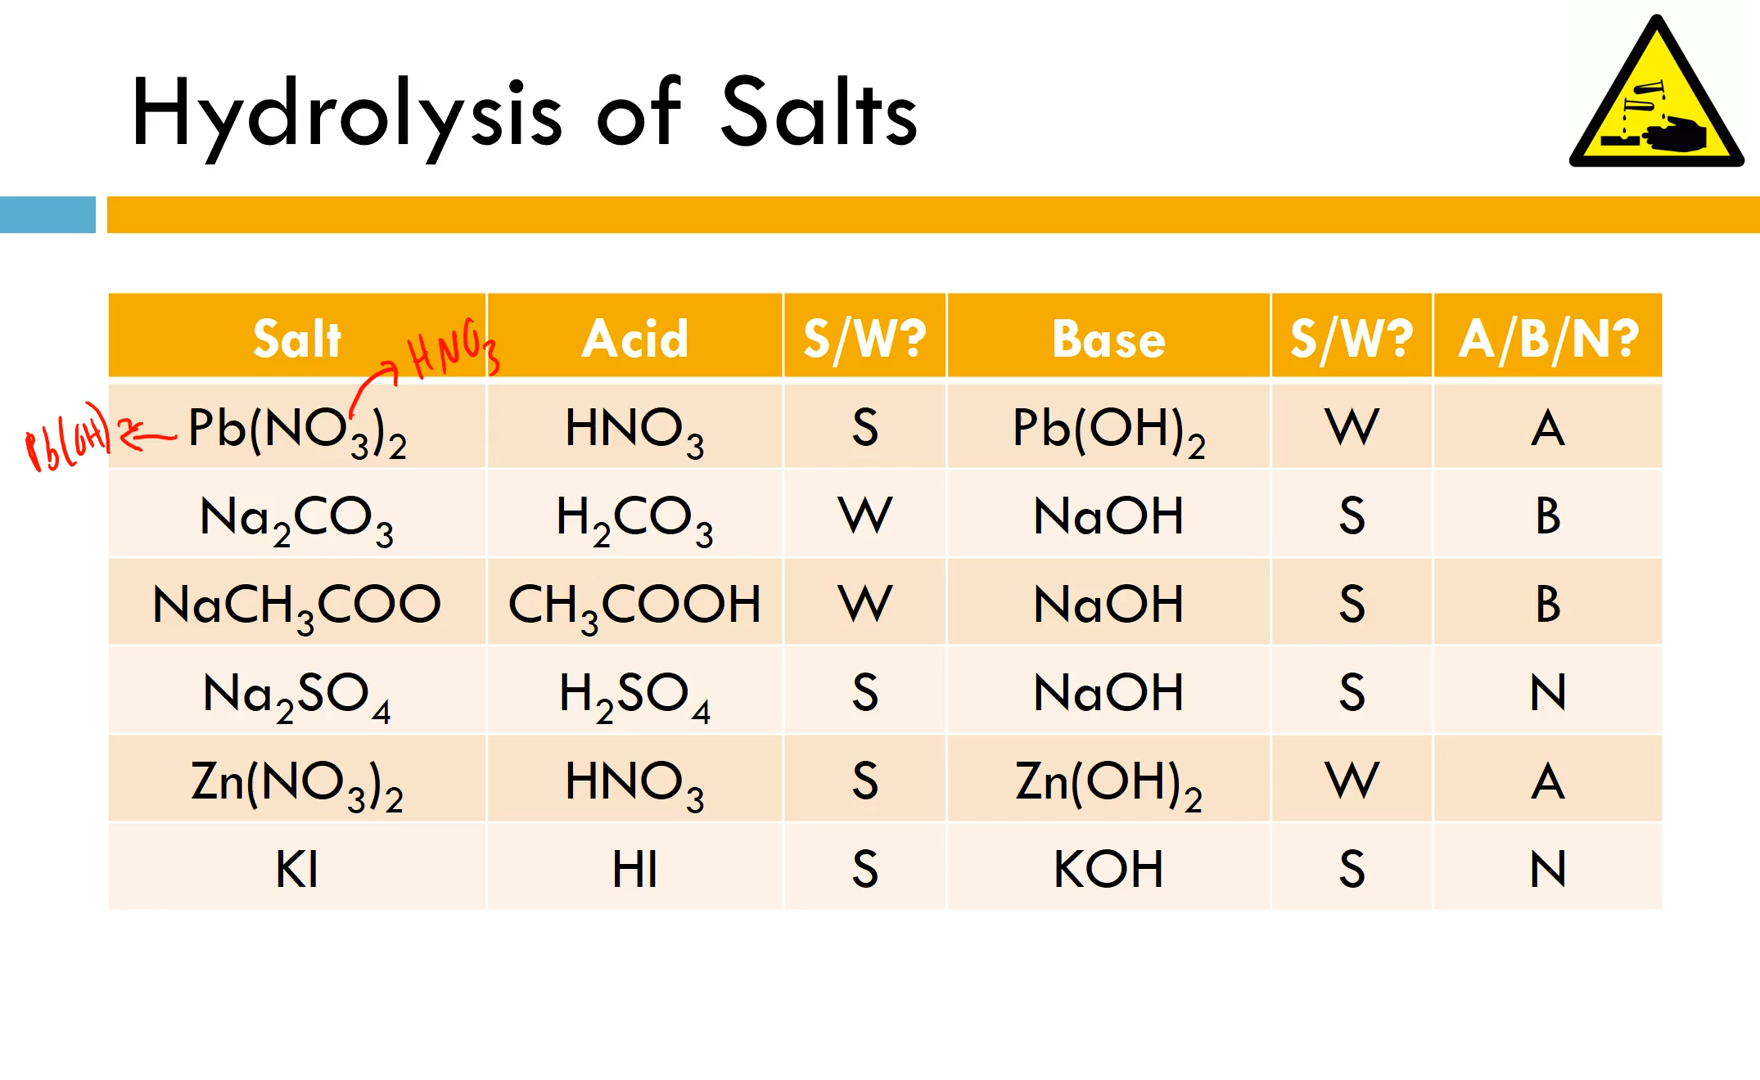 Hydrolysis of Salts
Salt Acid S/W? Base S/W? A/B/N?
HNO₃
Pb(OH)₂ Pb(NO₃)₂ HNO₃ S Pb(OH)₂ W A
Na₂CO₃ H₂CO₃ W NaOH S B
NaCH₃COO CH₃COOH W NaOH S B
Na₂SO₄ H₂SO₄ S NaOH S N
Zn(NO₃)₂ HNO₃ S Zn(OH)₂ W A
KI HI S KOH S N